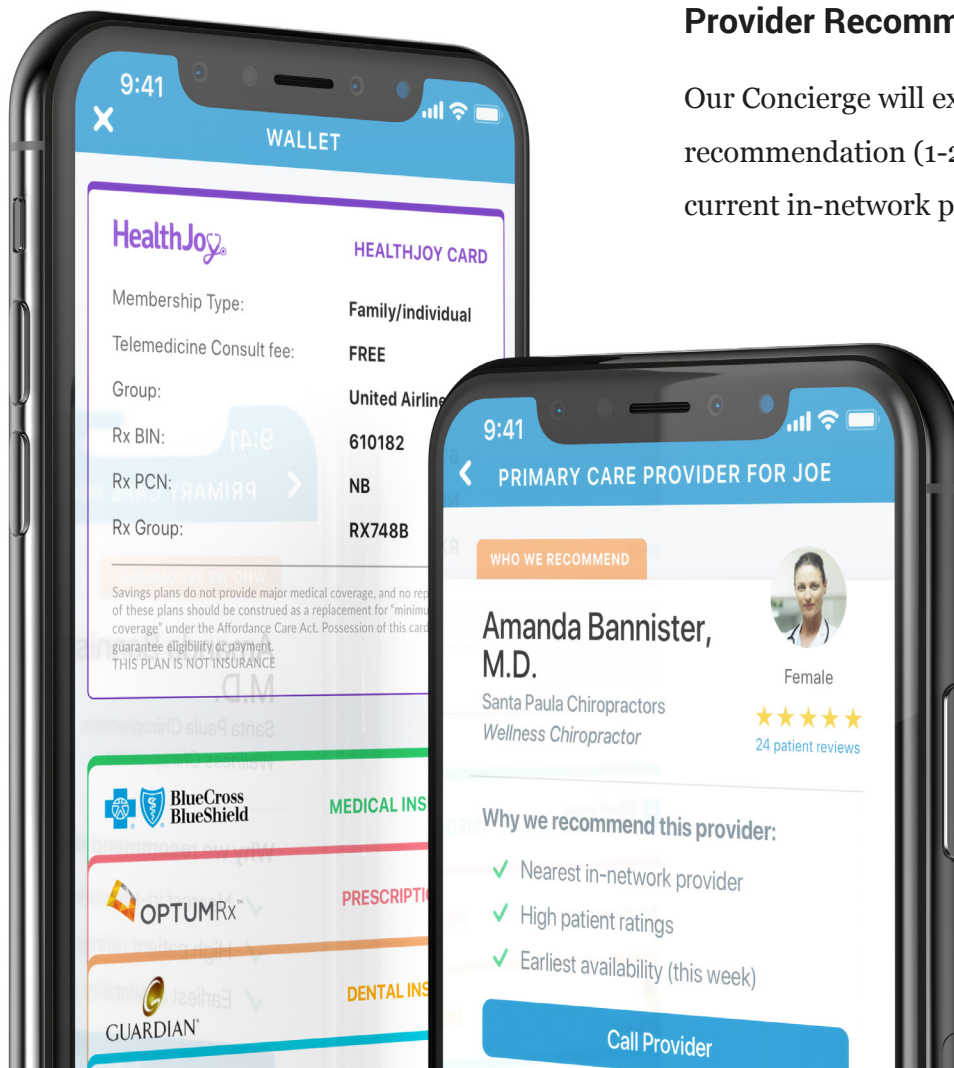 Provider Recomm
Our Concierge will ex
recommendation (1-2
current in-network p
9:41
WALLET
HealthJoy
HEALTHJOY CARD
Membership Type: Family/individual
Telemedicine Consult fee: FREE
Group: United Airline
Rx BIN: 610182
Rx PCN: NB
Rx Group: RX748B
Savings plans do not provide major medical coverage, and no rep
of these plans should be construed as a replacement for “minimu
coverage” under the Affordance Care Act. Possession of this card
guarantee eligibility or payment.
THIS PLAN IS NOT INSURANCE
BlueCross
BlueShield
MEDICAL INS
OPTUMRx™
PRESCRIPTI
GUARDIAN®
DENTAL INS
9:41
PRIMARY CARE PROVIDER FOR JOE
WHO WE RECOMMEND
Amanda Bannister,
M.D.
Santa Paula Chiropractors
Wellness Chiropractor
Female
24 patient reviews
Why we recommend this provider:
Nearest in-network provider
High patient ratings
Earliest availability (this week)
Call Provider